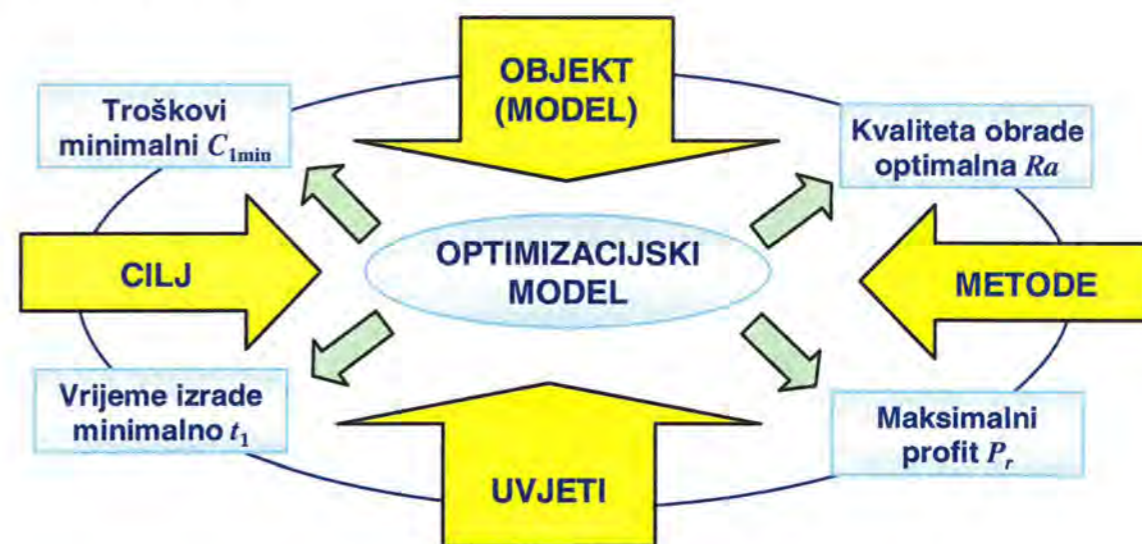 OBJEKT
(MODEL)
Troškovi
minimalni C1min
Kvaliteta obrade
optimalna Ra
CILJ
OPTIMIZACIJSKI
MODEL
METODE
Vrijeme izrade
minimalno t1
UVJETI
Maksimalni
profit Pr